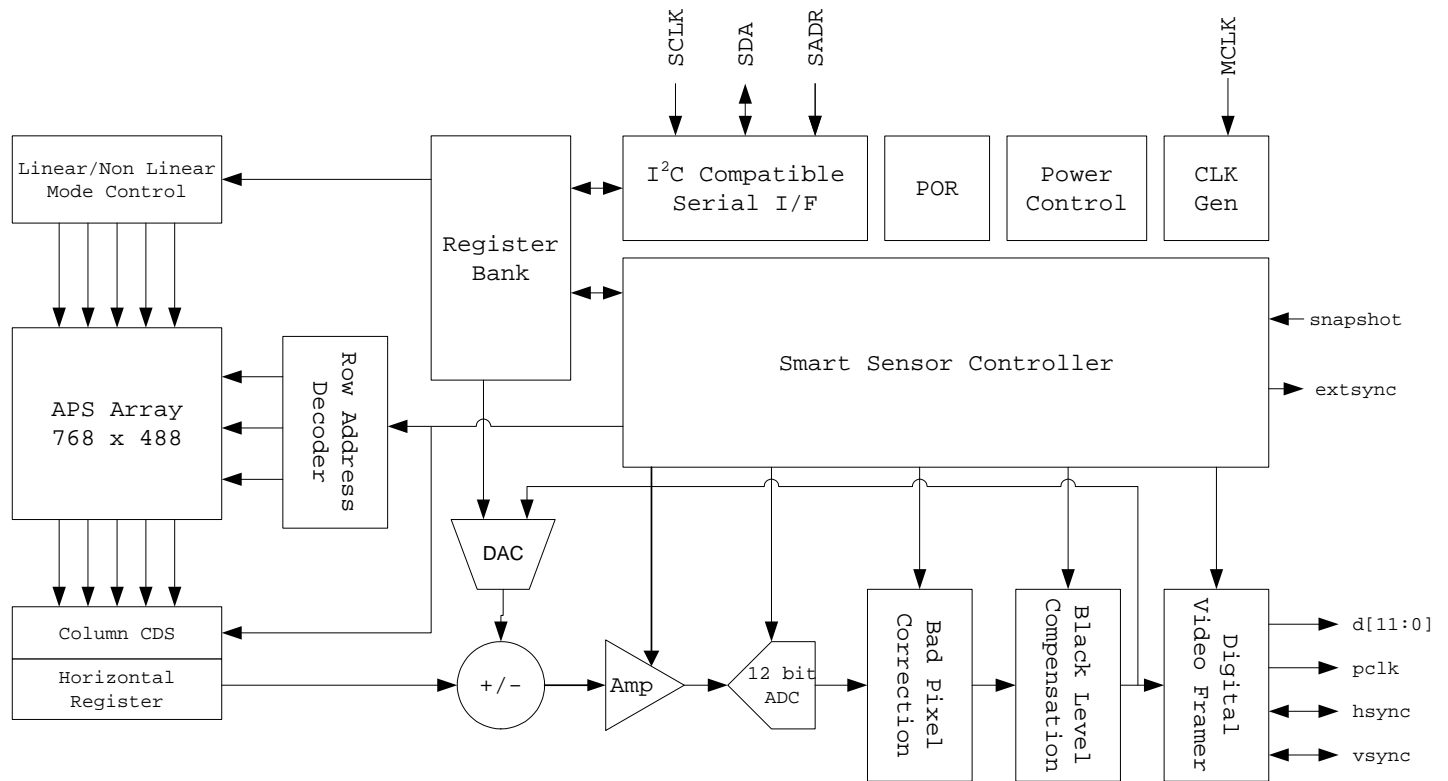 SCLK
SDA
SADR
MCLK
Linear/Non Linear
Mode Control
Register
Bank
I²C Compatible
Serial I/F
POR
Power
Control
CLK
Gen
APS Array
768 x 488
Row Address
Decoder
Smart Sensor Controller
snapshot
extsync
DAC
Column CDS
Horizontal
Register
+/-
Amp
12 bit
ADC
Bad Pixel
Correction
Black Level
Compensation
Digital
Video Framer
d[11:0]
pclk
hsync
vsync